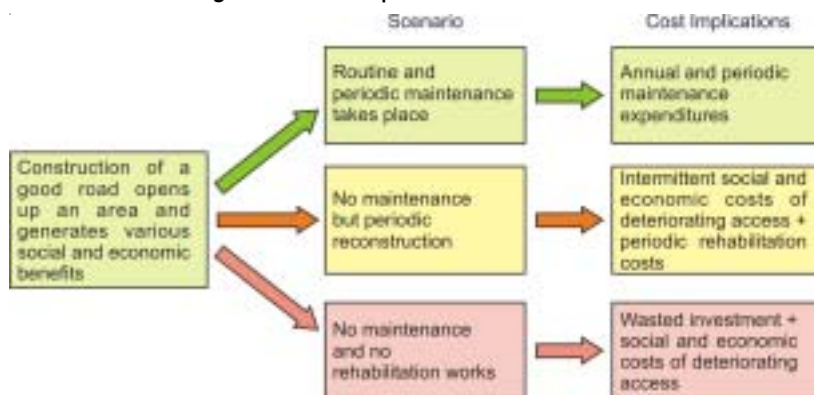 Scenario
Cost Implications
Routine and
periodic maintenance
takes place
Annual and periodic
maintenance
expenditures
Construction of a
good road opens
up an area and
generates various
social and economic
benefits
No maintenance
but periodic
reconstruction
Intermittent social and
economic costs of
deteriorating access +
periodic rehabilitation
costs
No maintenance
and no
rehabilitation works
Wasted investment +
social and economic
costs of deteriorating
access